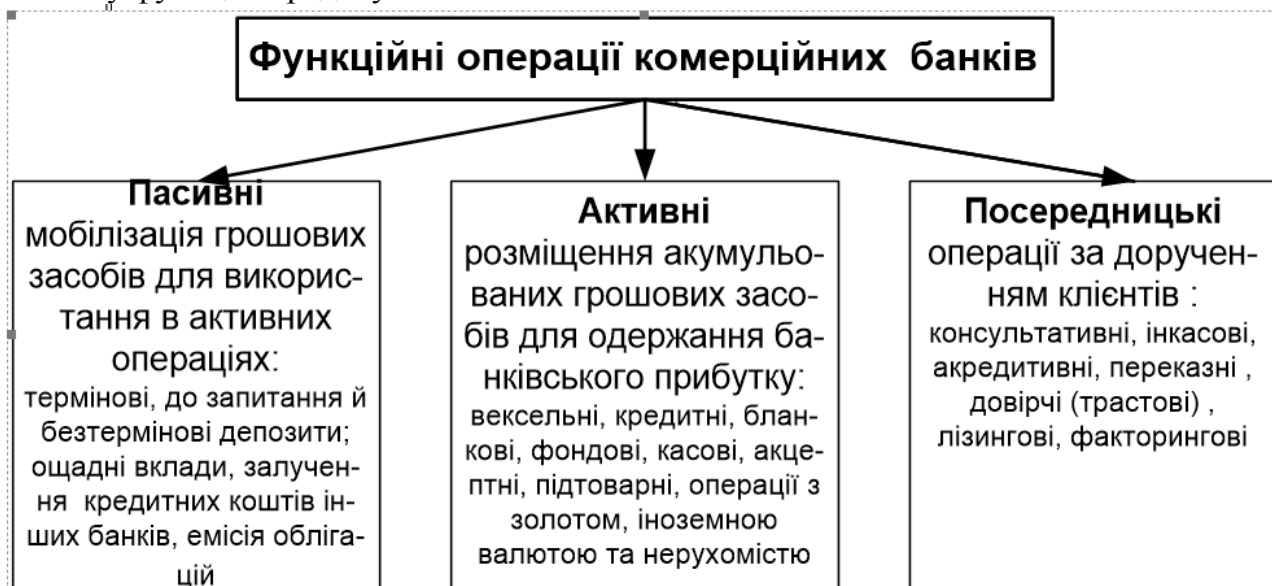 Функційні операції комерційних банків
Пасивні
мобілізація грошових
засобів для викорис-
тання в активних
операціях:
термінові, до запитання й
безтермінові депозити;
ощадні вклади, залучен-
ня кредитних коштів ін-
ших банків, емісія обліга-
цій
Активні
розміщення акумульо-
ваних грошових засо-
бів для одержання ба-
нківського прибутку:
вексельні, кредитні, блан-
кові, фондові, касові, акце-
птні, підтоварні, операції з
золотом, іноземною
валютою та нерухомістю
Посередницькі
операції за доручен-
ням клієнтів :
консультативні, інкасові,
акредитивні, переказні ,
довірчі (трастові) ,
лізингові, факторингові